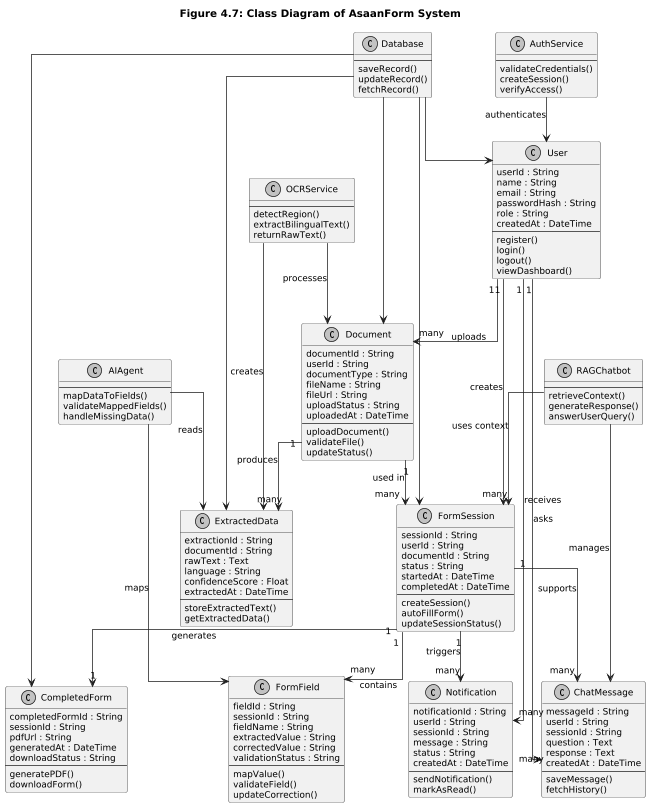 Figure 4.7: Class Diagram of AsaanForm System
C Database
saveRecord()
updateRecord()
fetchRecord()
C AuthService
validateCredentials()
createSession()
verifyAccess()
authenticates
C User
userId : String
name : String
email : String
passwordHash : String
role : String
createdAt : DateTime
register()
login()
logout()
viewDashboard()
C OCRService
detectRegion()
extractBilingualText()
returnRawText()
processes
1
1
1
1
many
uploads
C Document
documentId : String
userId : String
documentType : String
fileName : String
fileUrl : String
uploadStatus : String
uploadedAt : DateTime
uploadDocument()
validateFile()
updateStatus()
C AIAgent
mapDataToFields()
validateMappedFields()
handleMissingData()
C RAGChatbot
retrieveContext()
generateResponse()
answerUserQuery()
creates
creates
reads
uses context
1
produces
many
1
used in
many
many
receives
asks
C ExtractedData
extractionId : String
documentId : String
rawText : Text
language : String
confidenceScore : Float
extractedAt : DateTime
storeExtractedText()
getExtractedData()
C FormSession
sessionId : String
userId : String
documentId : String
status : String
startedAt : DateTime
completedAt : DateTime
createSession()
autoFillForm()
updateSessionStatus()
manages
1
supports
many
maps
1
generates
1
1
many
contains
1
triggers
many
C CompletedForm
completedFormId : String
sessionId : String
pdfUrl : String
generatedAt : DateTime
downloadStatus : String
generatePDF()
downloadForm()
C FormField
fieldId : String
sessionId : String
fieldName : String
extractedValue : String
correctedValue : String
validationStatus : String
mapValue()
validateField()
updateCorrection()
C Notification
notificationId : String
userId : String
sessionId : String
message : String
status : String
createdAt : DateTime
sendNotification()
markAsRead()
many
many
C ChatMessage
messageId : String
userId : String
sessionId : String
question : Text
response : Text
createdAt : DateTime
saveMessage()
fetchHistory()